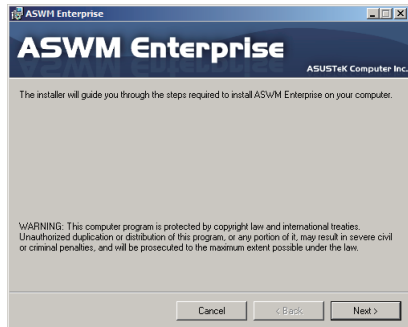 ASWM Enterprise
ASWM Enterprise
ASUSTeK Computer Inc.
The installer will guide you through the steps required to install ASWM Enterprise on your computer.
WARNING: This computer program is protected by copyright law and international treaties.
Unauthorized duplication or distribution of this program, or any portion of it, may result in severe civil
or criminal penalties, and will be prosecuted to the maximum extent possible under the law.
Cancel
< Back
Next >